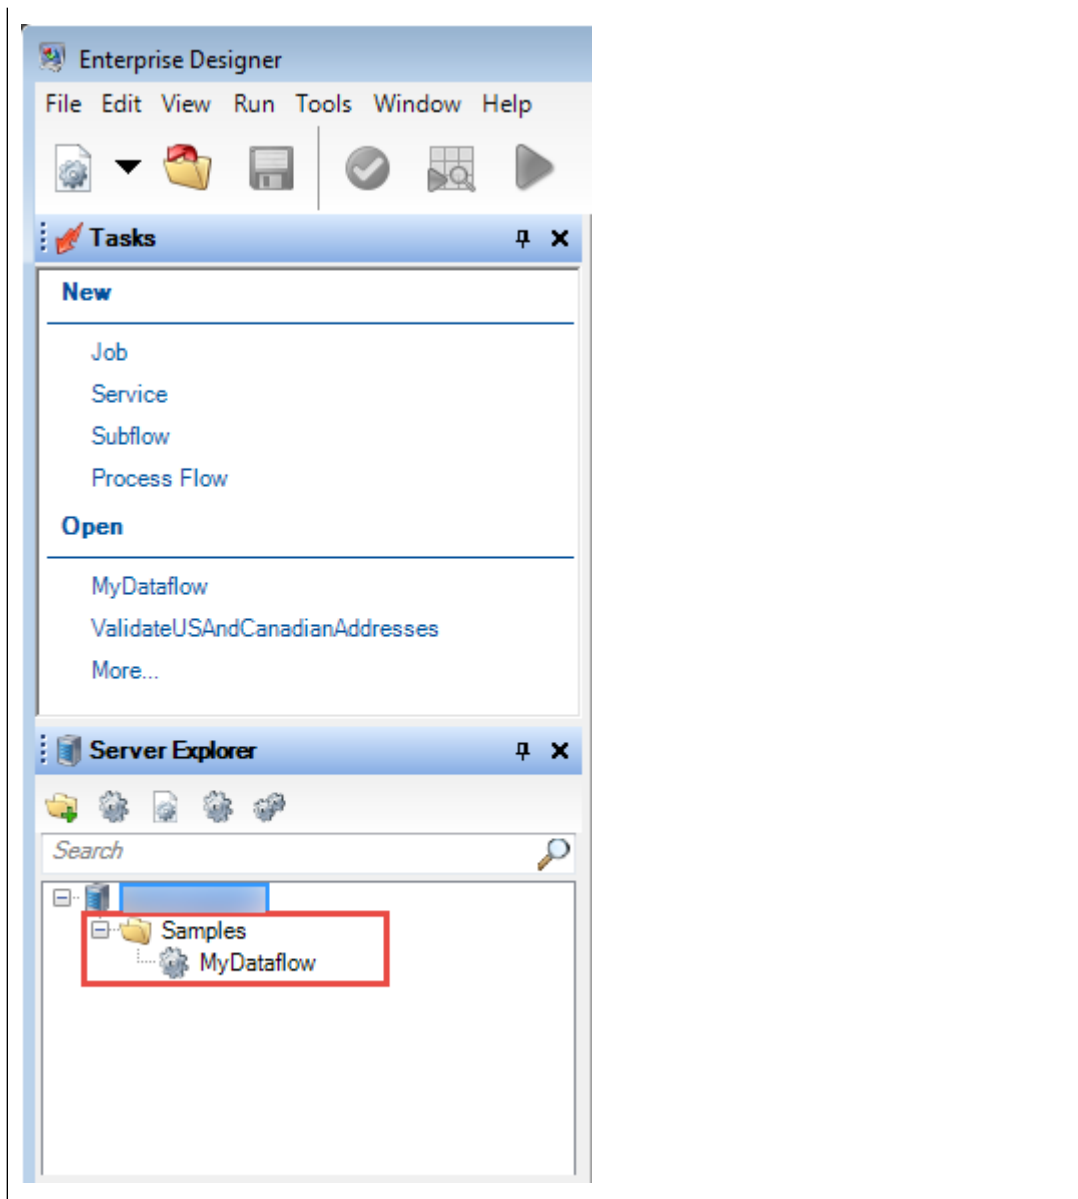 Enterprise Designer
File Edit View Run Tools Window Help
Tasks
New
Job
Service
Subflow
Process Flow
Open
MyDataflow
ValidateUSAndCanadianAddresses
More...
Server Explorer
Search
Samples
MyDataflow